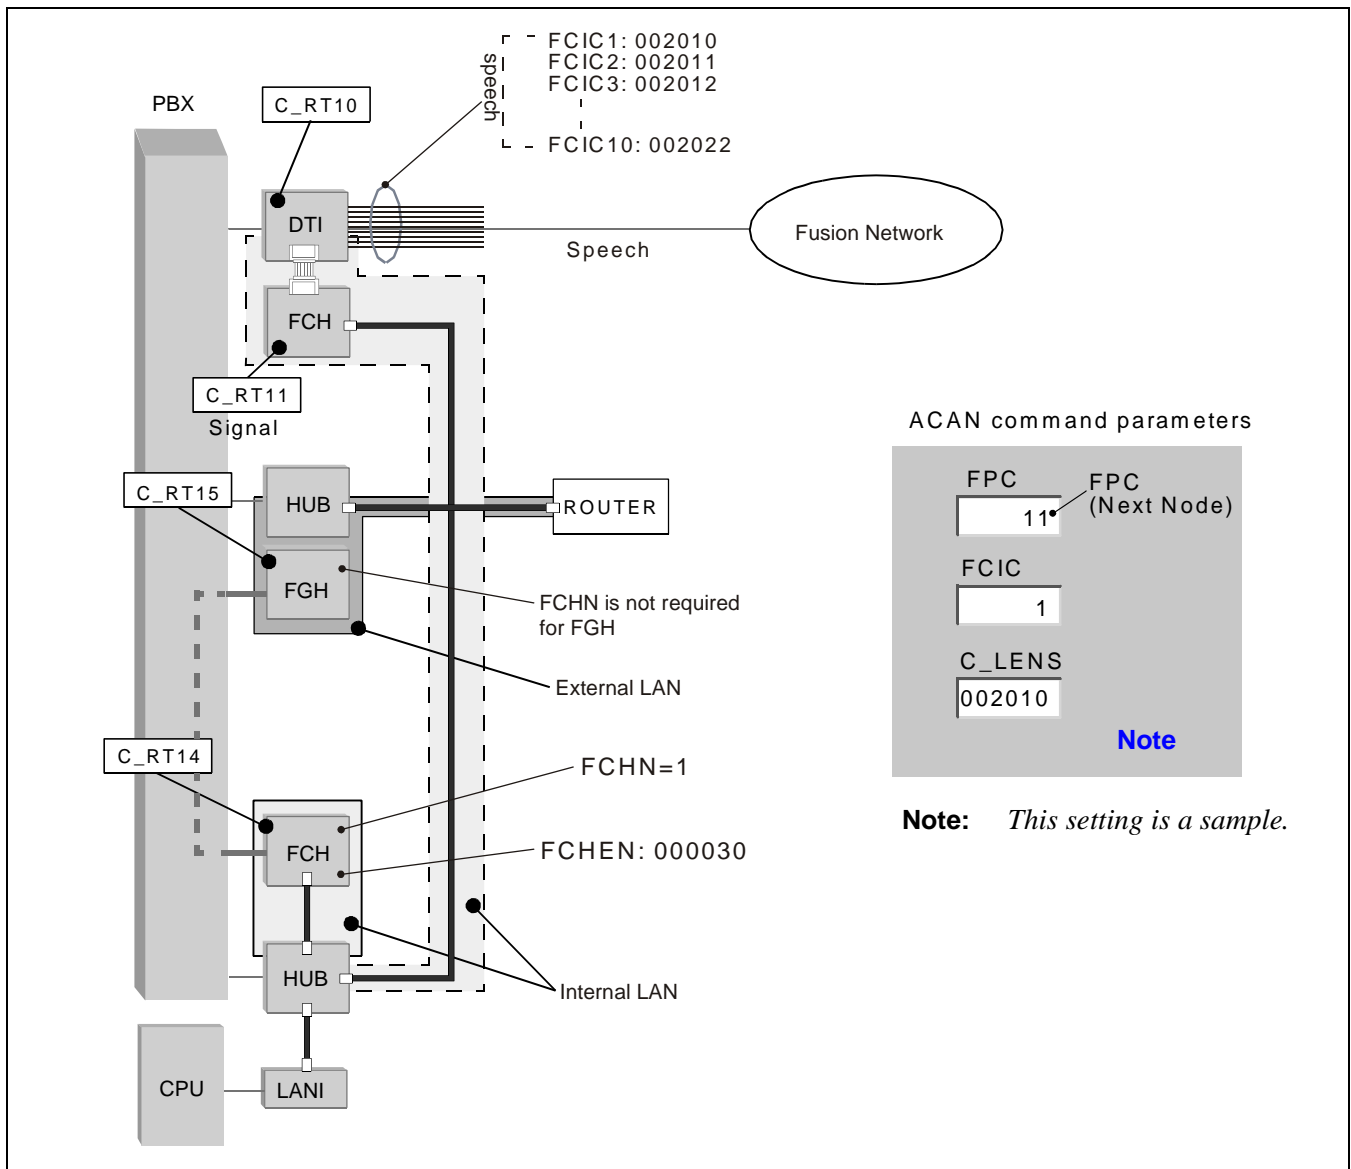 FCIC1: 002010
FCIC2: 002011
FCIC3: 002012
FCIC10: 002022
speech
PBX
C_RT10
DTI
Speech
Fusion Network
FCH
C_RT11
Signal
C_RT15
HUB
ROUTER
FGH
FCHN is not required
for FGH
External LAN
C_RT14
FCHN=1
FCH
FCHEN: 000030
HUB
Internal LAN
CPU
LANI
ACAN command parameters
FPC
11
FPC
(Next Node)
FCIC
1
C_LENS
002010
Note
Note: This setting is a sample.